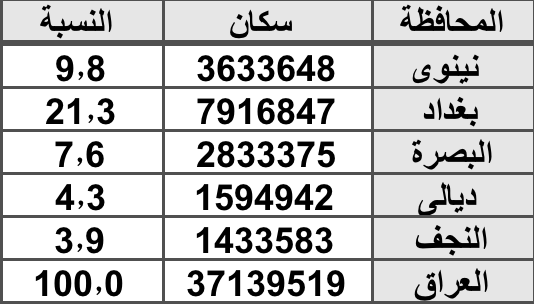 المحافظة سكان النسبة
نينوى 3633648 9,8
بغداد 7916847 21,3
البصرة 2833375 7,6
ديالى 1594942 4,3
النجف 1433583 3,9
العراق 37139519 100,0